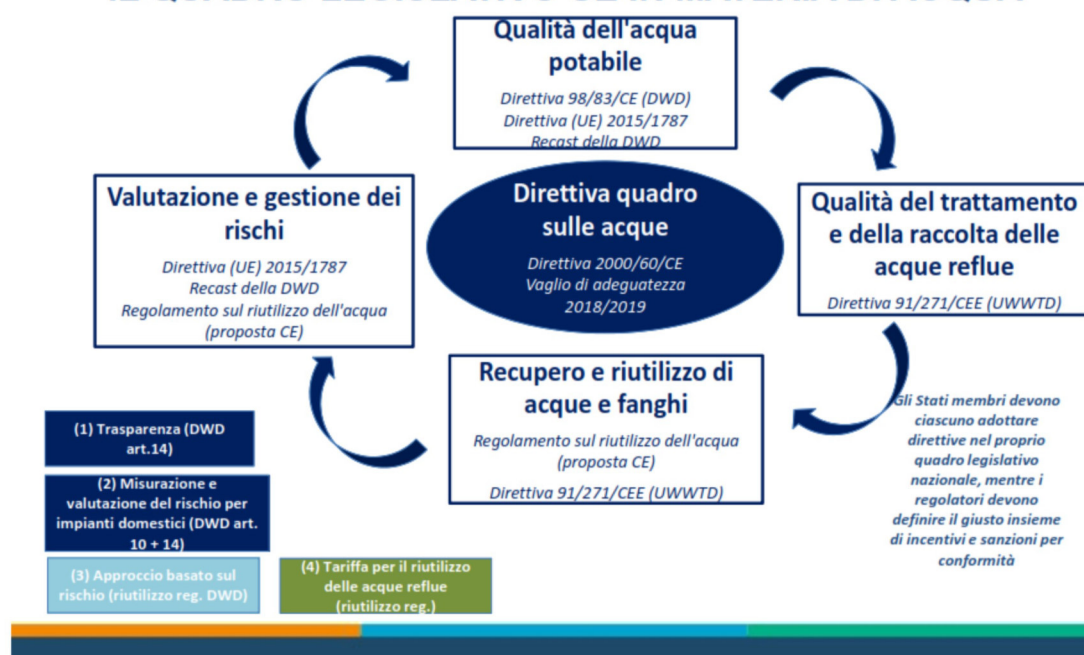 Qualità dell'acqua
potabile
Direttiva 98/83/CE (DWD)
Direttiva (UE) 2015/1787
Recast della DWD
Valutazione e gestione dei
rischi
Direttiva (UE) 2015/1787
Recast della DWD
Regolamento sul riutilizzo dell'acqua
(proposta CE)
Direttiva quadro
sulle acque
Direttiva 2000/60/CE
Vaglio di adeguatezza
2018/2019
Qualità del trattamento
e della raccolta delle
acque reflue
Direttiva 91/271/CEE (UWWTD)
Recupero e riutilizzo di
acque e fanghi
Regolamento sul riutilizzo dell'acqua
(proposta CE)
Direttiva 91/271/CEE (UWWTD)
Gli Stati membri devono
ciascuno adottare
direttive nel proprio
quadro legislativo
nazionale, mentre i
regolatori devono
definire il giusto insieme
di incentivi e sanzioni per
conformità
(1) Trasparenza (DWD
art.14)
(2) Misurazione e
valutazione del rischio per
impianti domestici (DWD art.
10 + 14)
(3) Approccio basato sul
rischio (riutilizzo reg. DWD)
(4) Tariffa per il riutilizzo
delle acque reflue
(riutilizzo reg.)